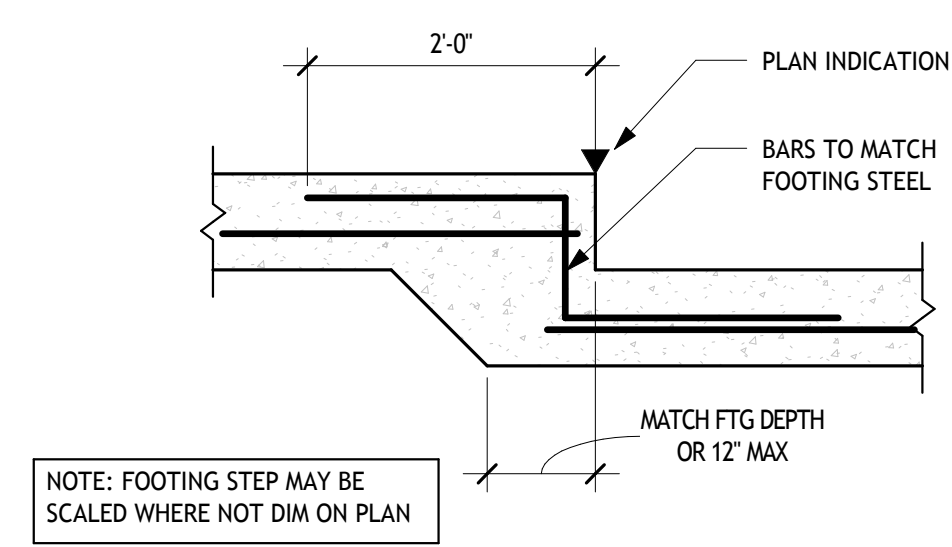 2'-0"
PLAN INDICATION
BARS TO MATCH
FOOTING STEEL
MATCH FTG DEPTH
OR 12" MAX
NOTE: FOOTING STEP MAY BE
SCALED WHERE NOT DIM ON PLAN